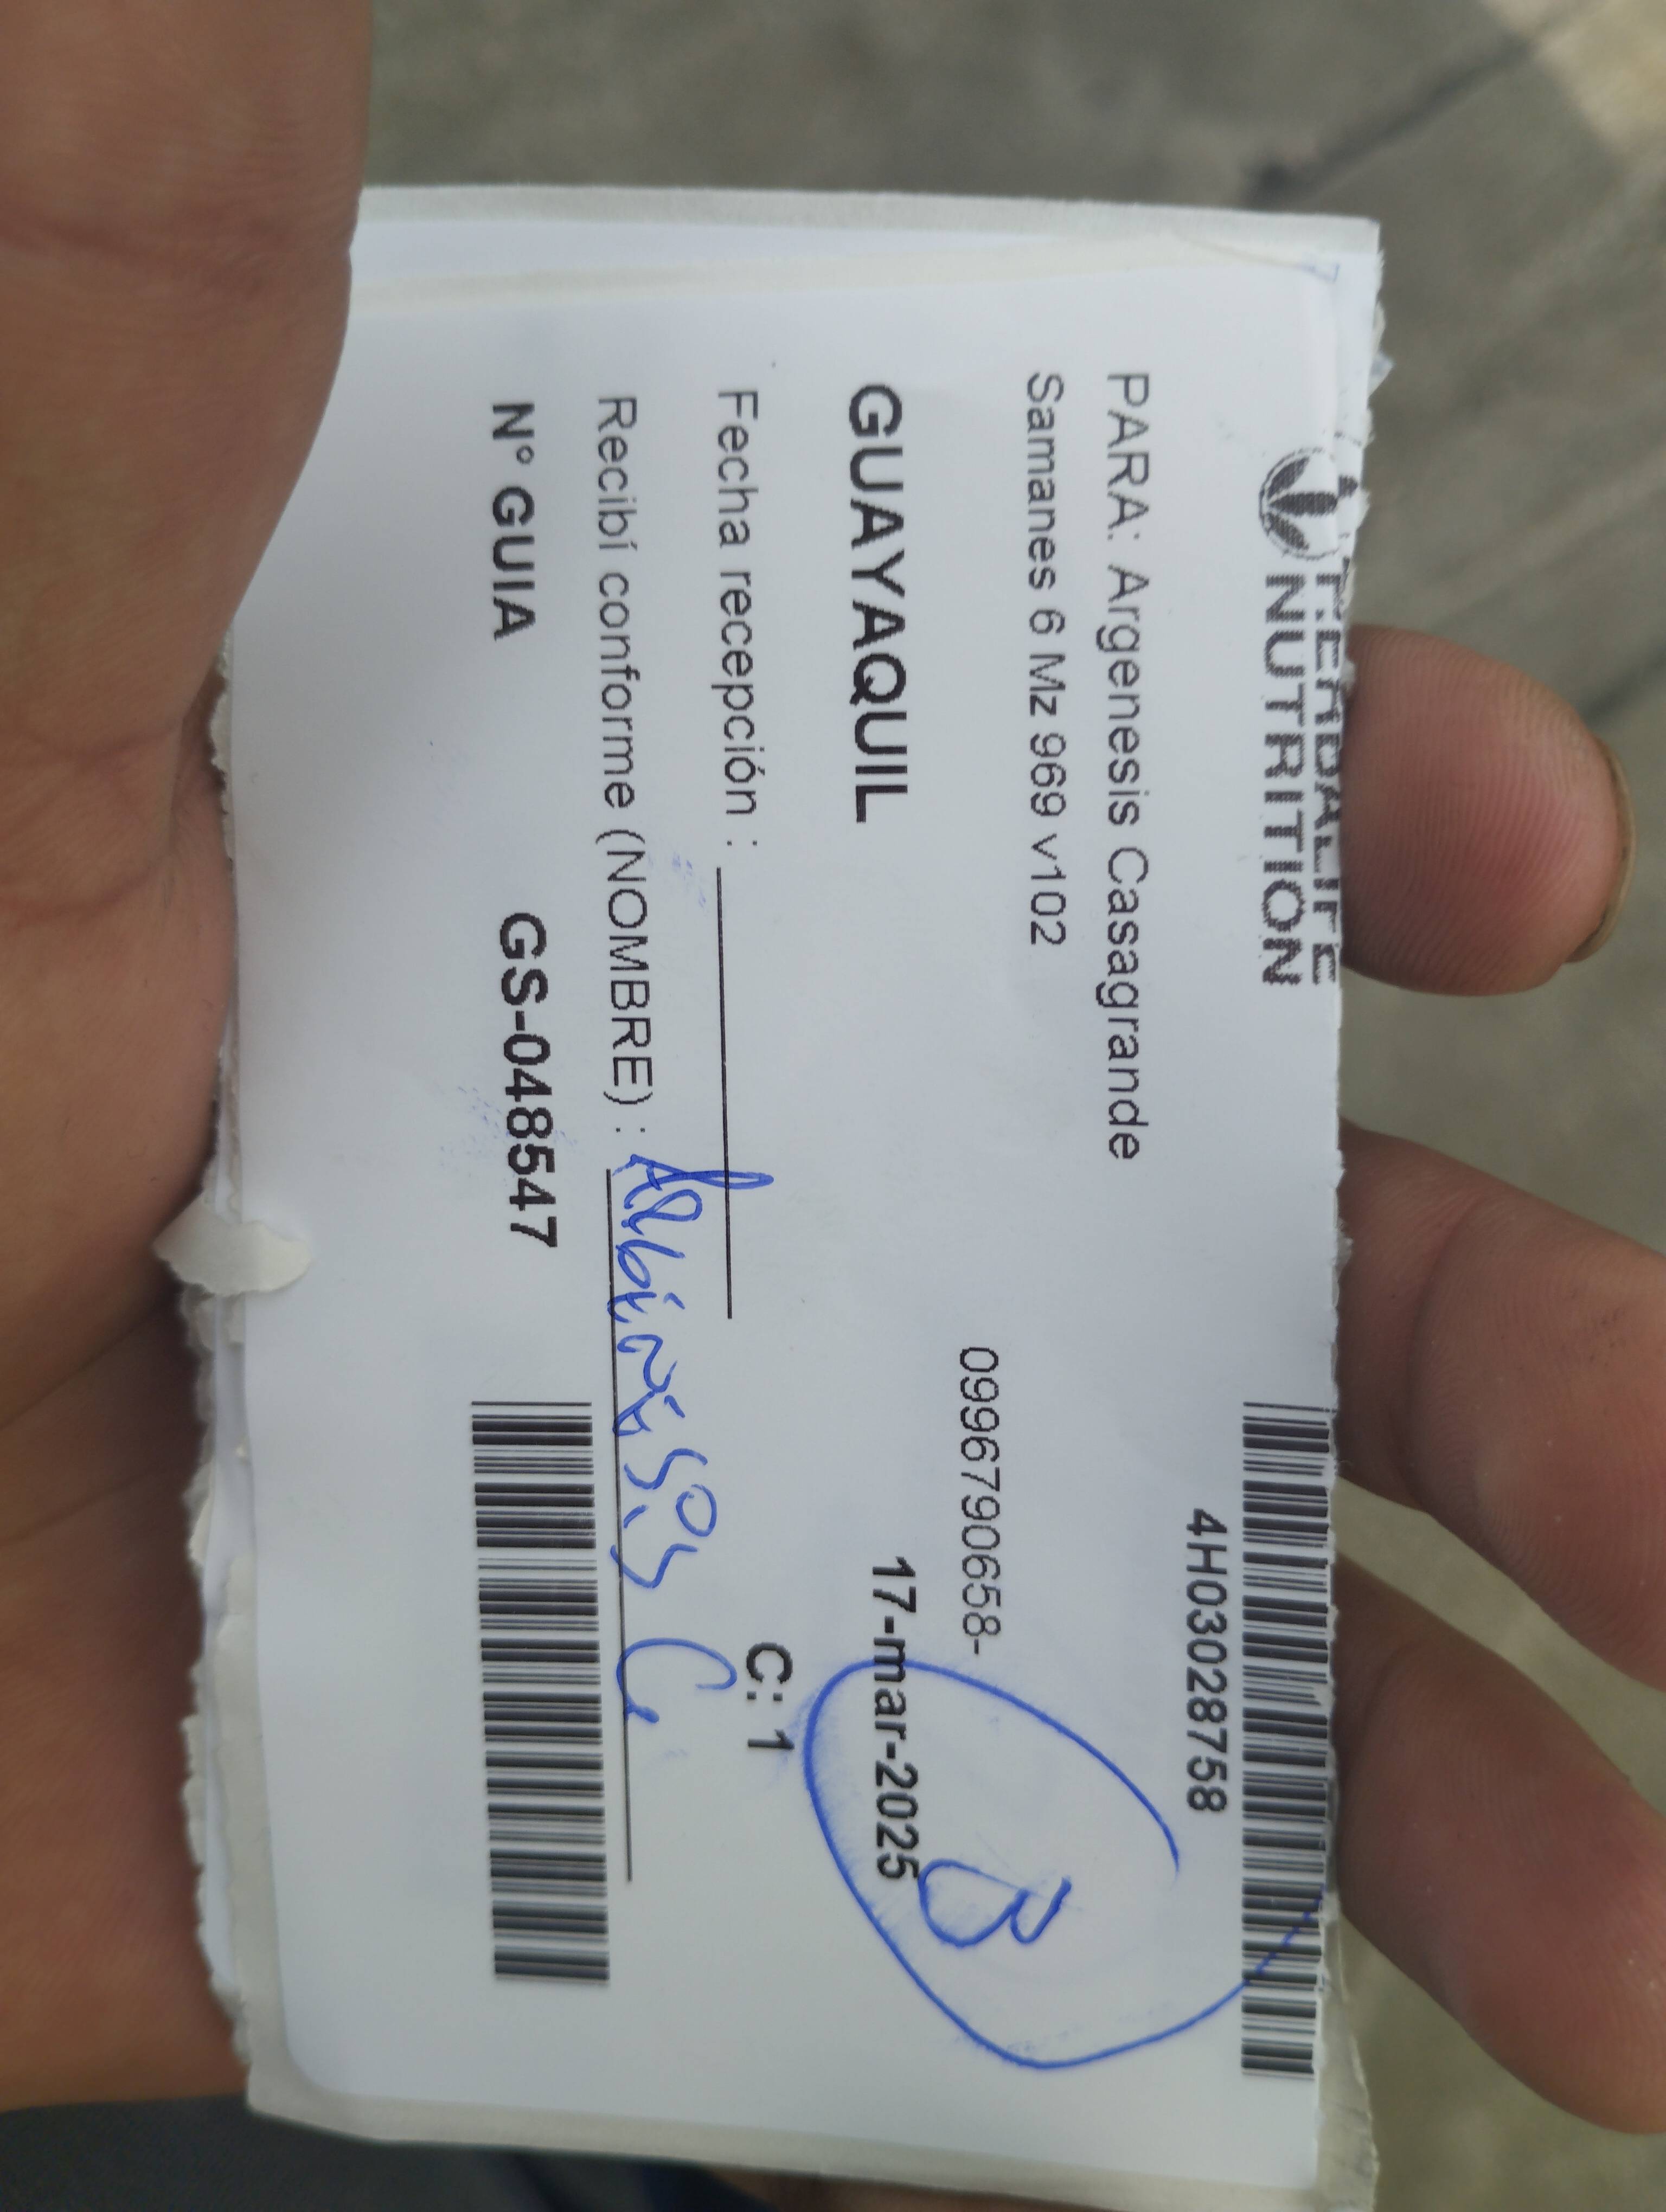 HERBALIFE
NUTRITION
4H03028758
PARA: Argenesis Casagrande
Samanes 6 Mz 969 v102
0996790658-
B
GUAYAQUIL
17-mar-2025
C: 1
Fecha recepción :
Recibí conforme (NOMBRE) :
N° GUIA GS-048547